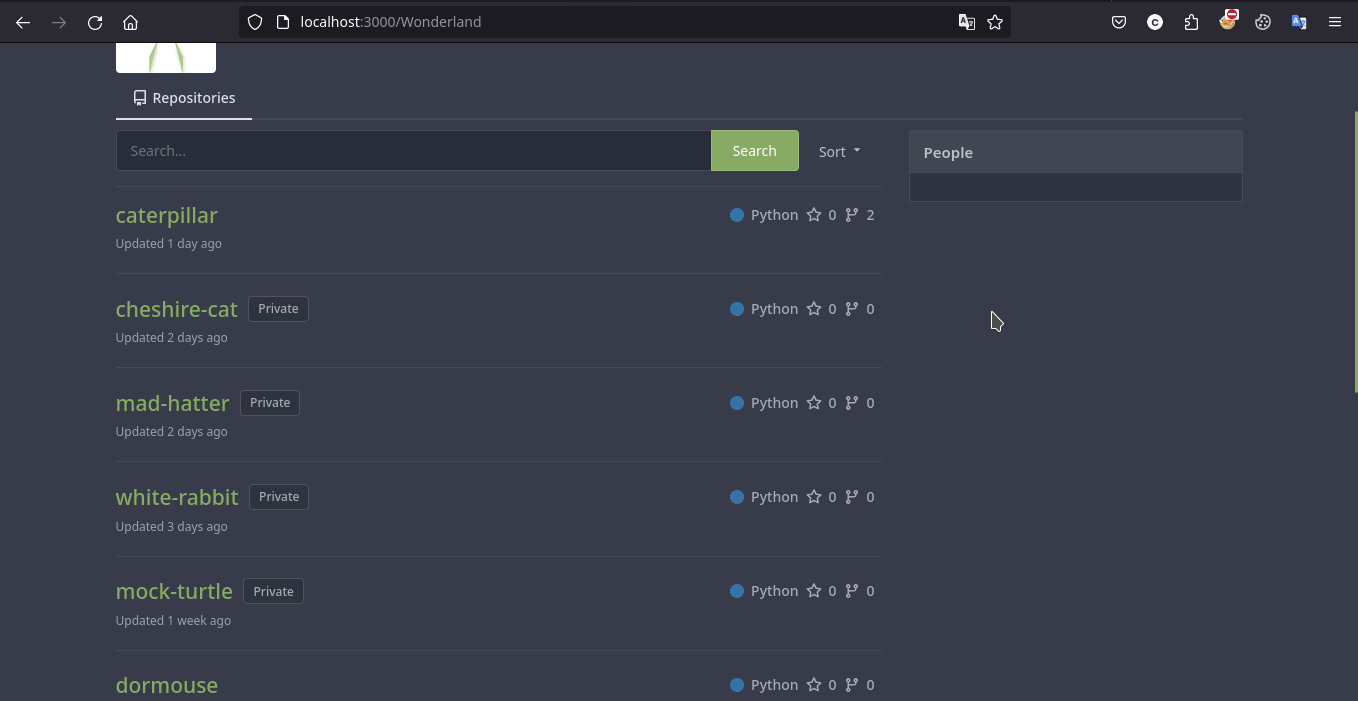 localhost:3000/Wonderland
Repositories
Search...
Search
Sort
People
caterpillar
Python 0 2
Updated 1 day ago
cheshire-cat Private
Python 0 0
Updated 2 days ago
mad-hatter Private
Python 0 0
Updated 2 days ago
white-rabbit Private
Python 0 0
Updated 3 days ago
mock-turtle Private
Python 0 0
Updated 1 week ago
dormouse
Python 0 0